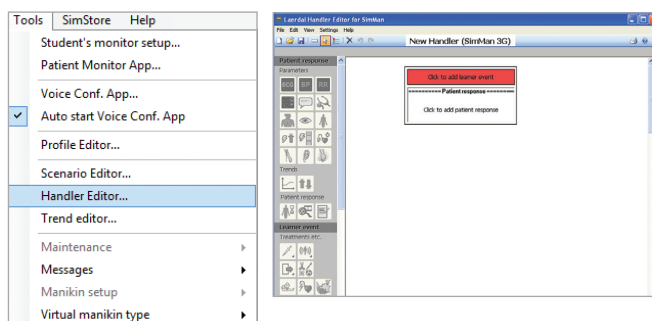 Tools SimStore Help
Student's monitor setup...
Patient Monitor App...
Voice Conf. App...
Auto start Voice Conf. App
Profile Editor...
Scenario Editor...
Handler Editor...
Trend editor...
Maintenance
Messages
Manikin setup
Virtual manikin type
Laerdal Handler Editor for SimMan
File Edit View Settings Help
New Handler (SimMan 3G)
Patient response
Parameters
ECG BP RR
Trends
Patient response
Learner event
Treatments etc.
Click to add learner event
Patient response
Click to add patient response